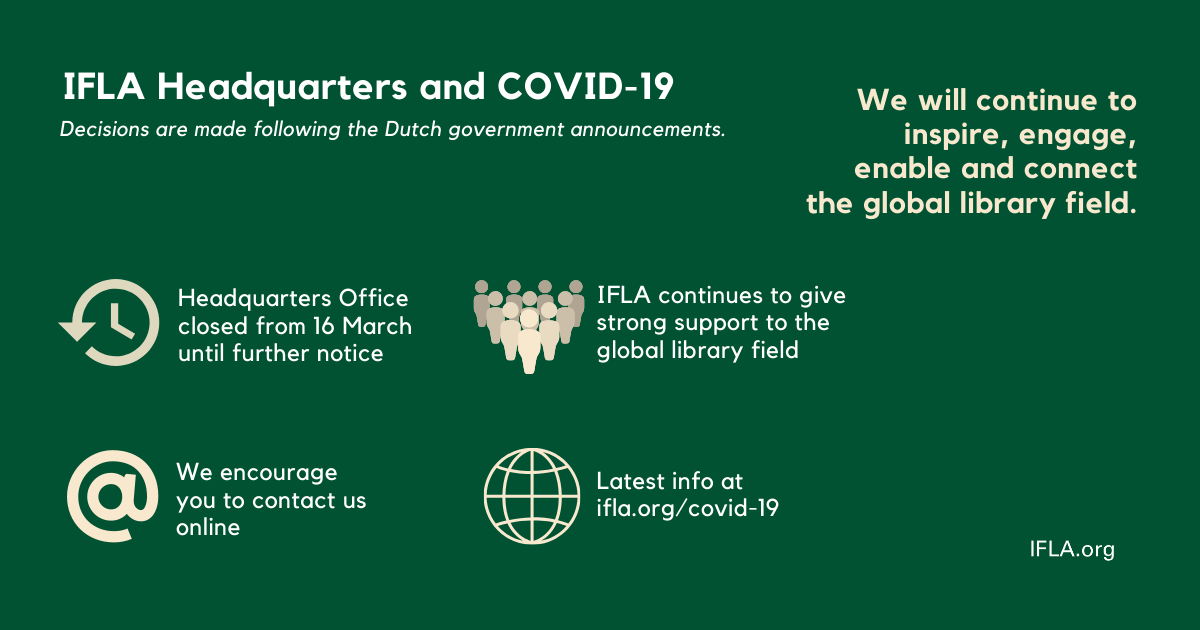 IFLA Headquarters and COVID-19
Decisions are made following the Dutch government announcements.
We will continue to
inspire, engage,
enable and connect
the global library field.
Headquarters Office
closed from 16 March
until further notice
IFLA continues to give
strong support to the
global library field
@
We encourage
you to contact us
online
Latest info at
ifla.org/covid-19
IFLA.org